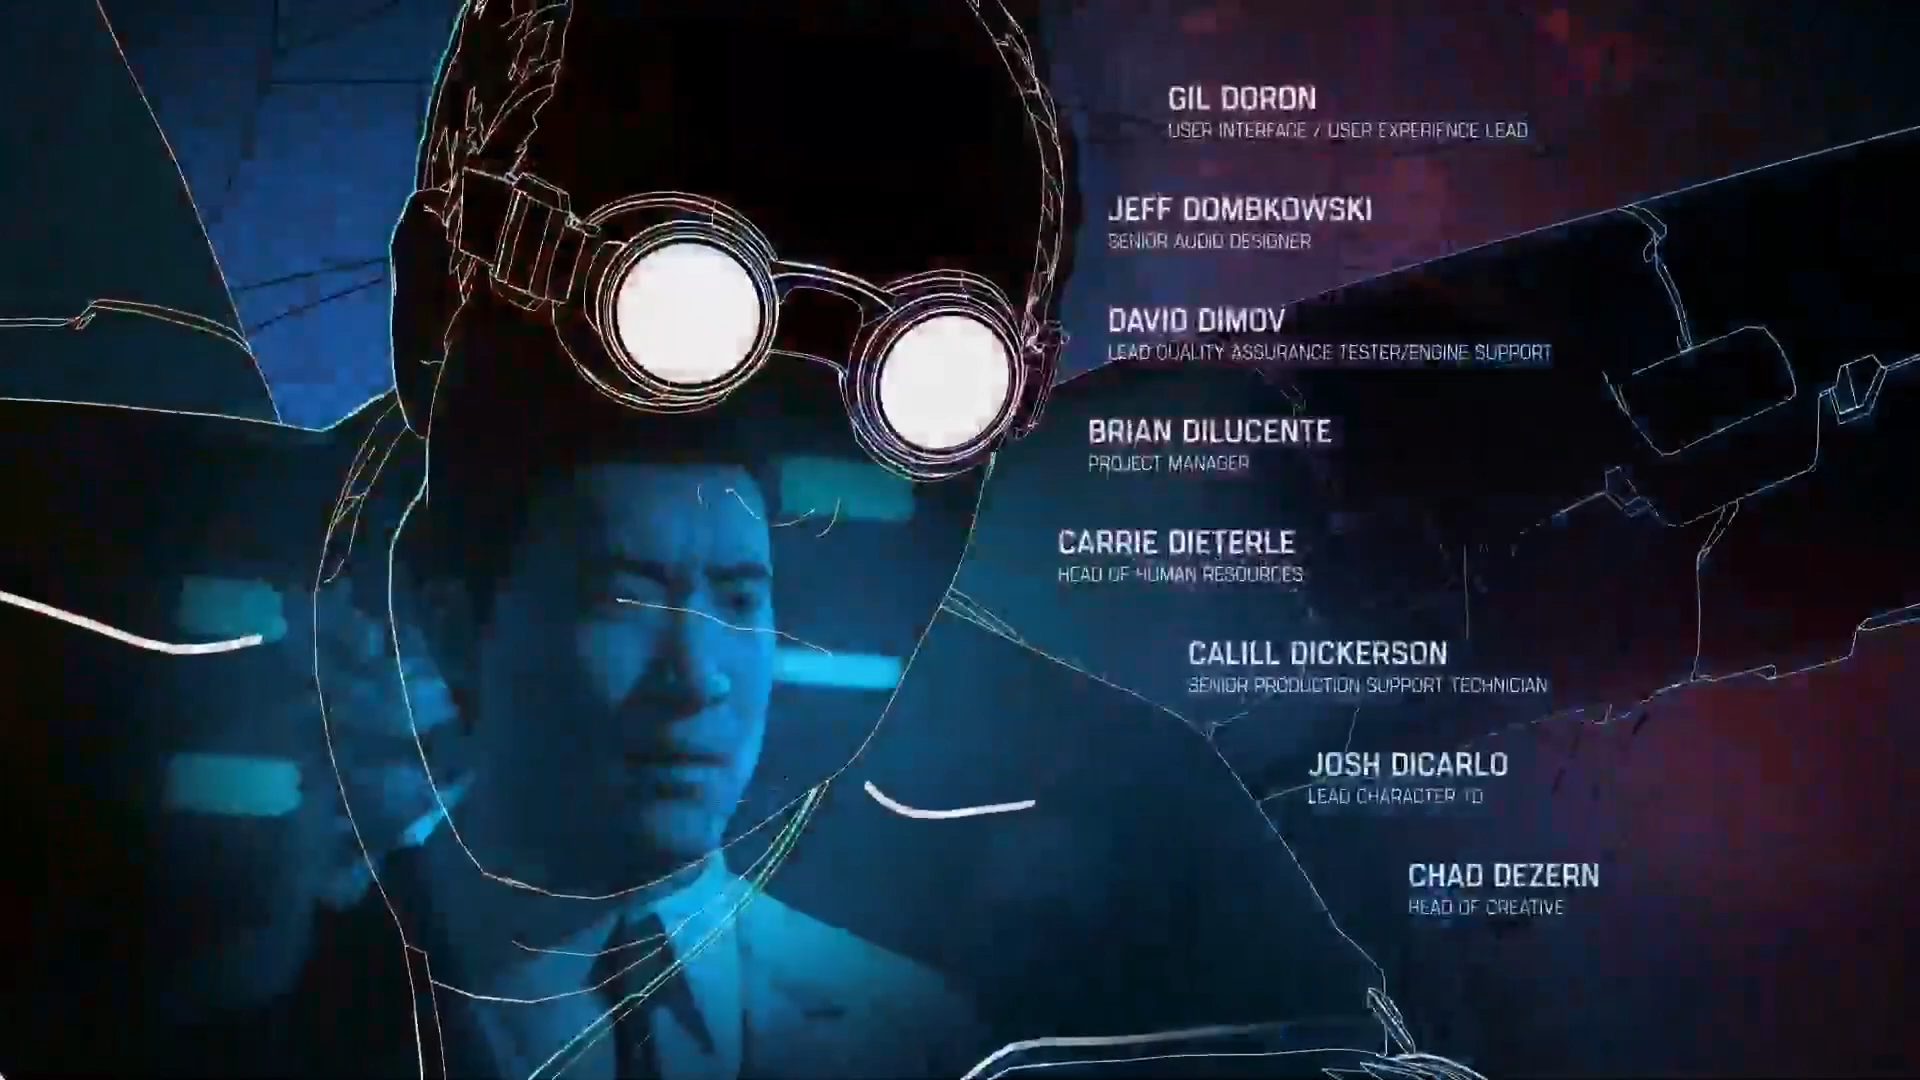 GIL DORON
USER INTERFACE / USER EXPERIENCE LEAD
JEFF DOMBKOWSKI
SENIOR AUDIO DESIGNER
DAVID DIMOV
LEAD QUALITY ASSURANCE TESTER/ENGINE SUPPORT
BRIAN DILUCENTE
PROJECT MANAGER
CARRIE DIETERLE
HEAD OF HUMAN RESOURCES
CALILL DICKERSON
SENIOR PRODUCTION SUPPORT TECHNICIAN
JOSH DICARLO
LEAD CHARACTER TD
CHAD DEZERN
HEAD OF CREATIVE